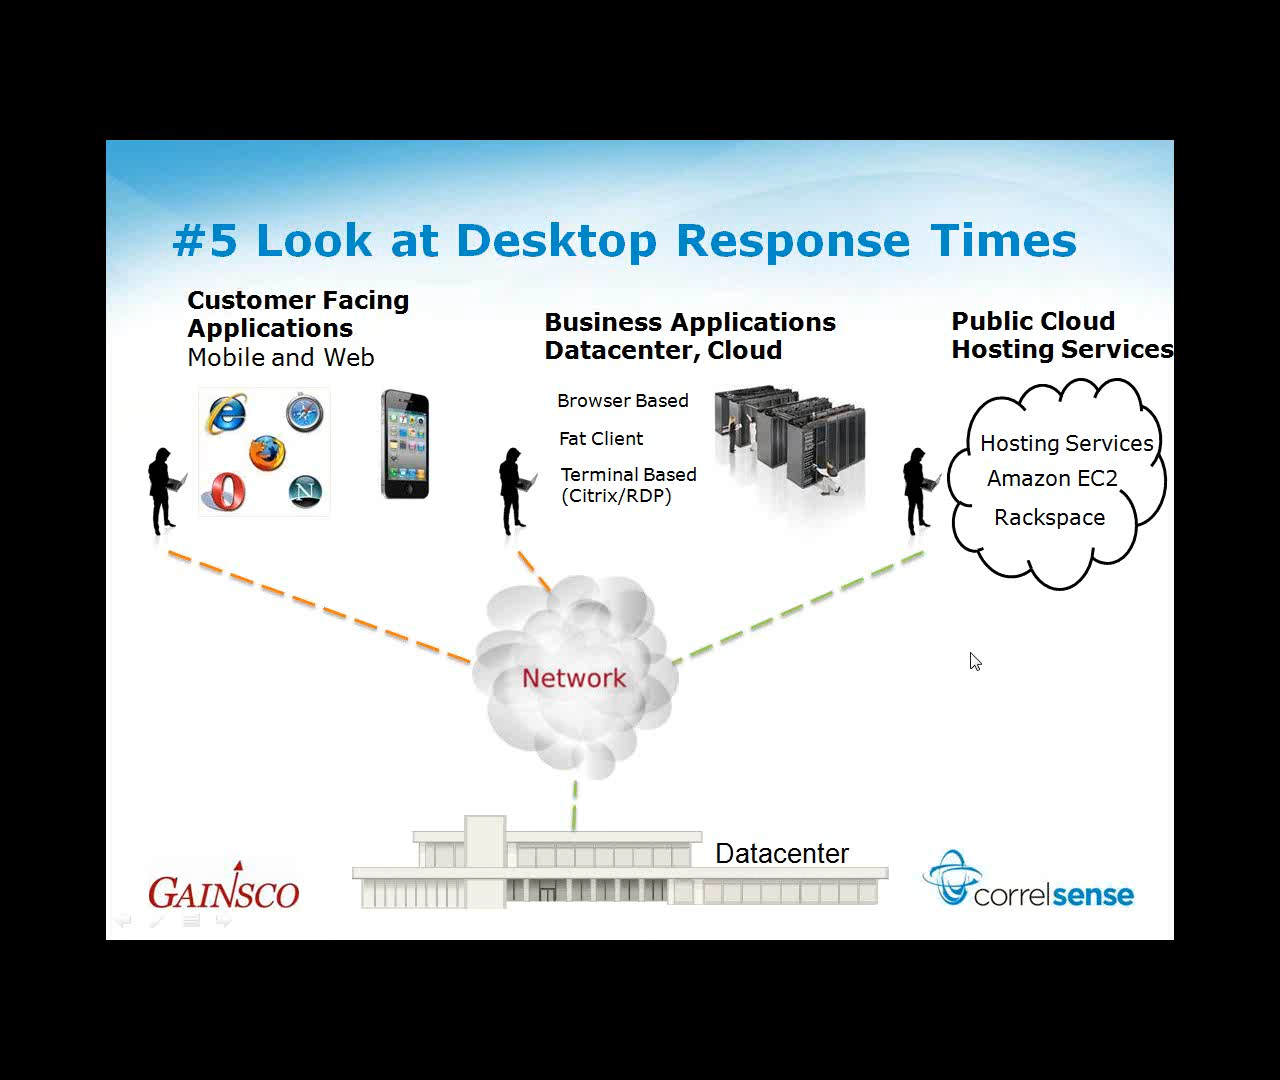 #5 Look at Desktop Response Times
Customer Facing
Applications
Mobile and Web
Business Applications
Datacenter, Cloud
Browser Based
Fat Client
Terminal Based
(Citrix/RDP)
Public Cloud
Hosting Services
Hosting Services
Amazon EC2
Rackspace
N
Network
Datacenter
GAINSCO
correlsense